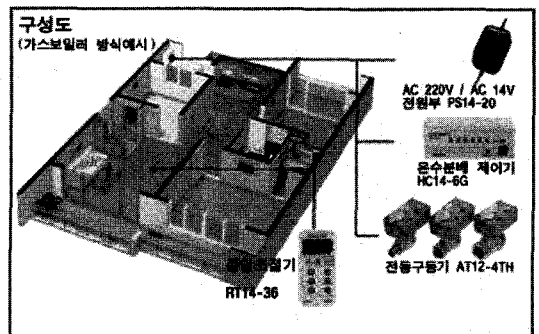 구성도
(가스보일러 방식예시)
AC 220V / AC 14V
전원부 PS14-20
온수분배 제어기
HC14-6G
전동구동기 AT12-4TH
RT14-36